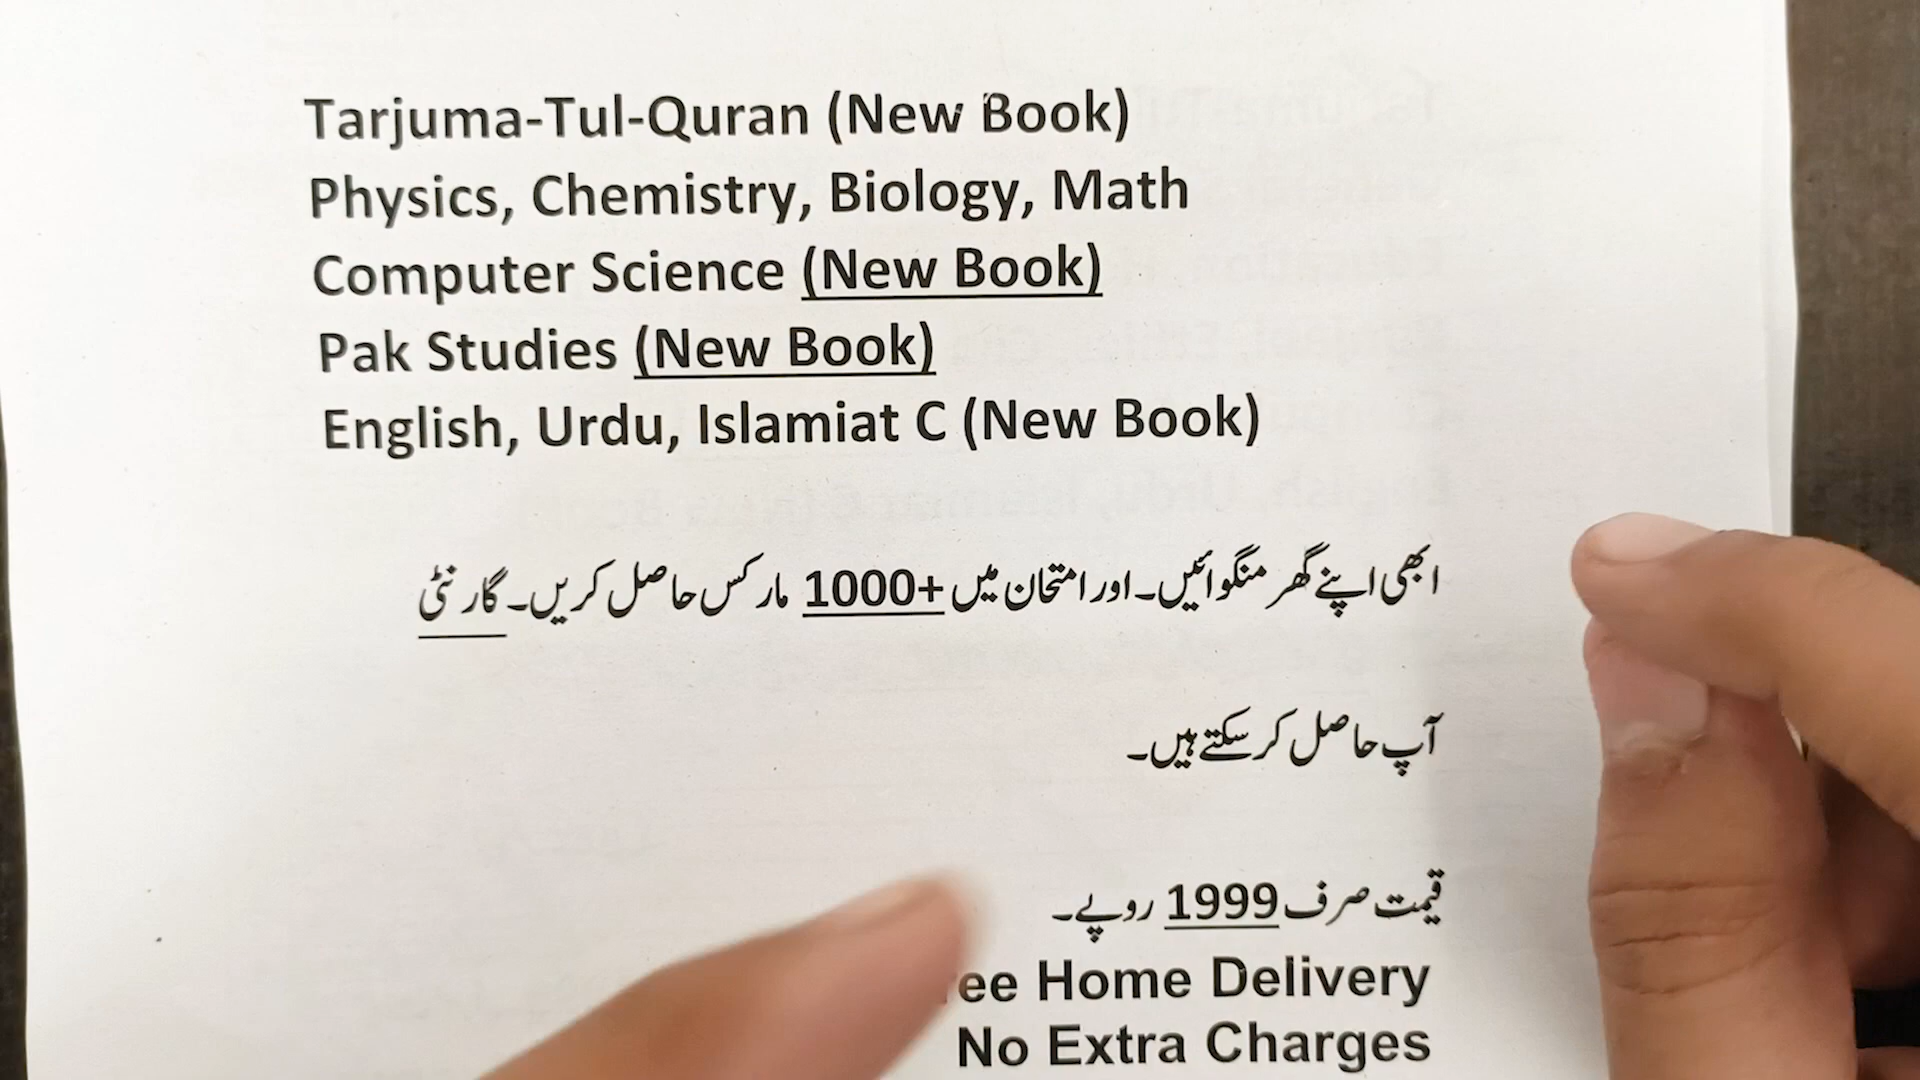 Tarjuma-Tul-Quran (New Book)
Physics, Chemistry, Biology, Math
Computer Science (New Book)
Pak Studies (New Book)
English, Urdu, Islamiat C (New Book)
ابھی اپنے گھر منگوائیں۔ اور امتحان میں 1000+ مارکس حاصل کریں۔ گارنٹی
آپ حاصل کر سکتے ہیں۔
قیمت صرف 1999 روپے۔
Home Delivery
No Extra Charges